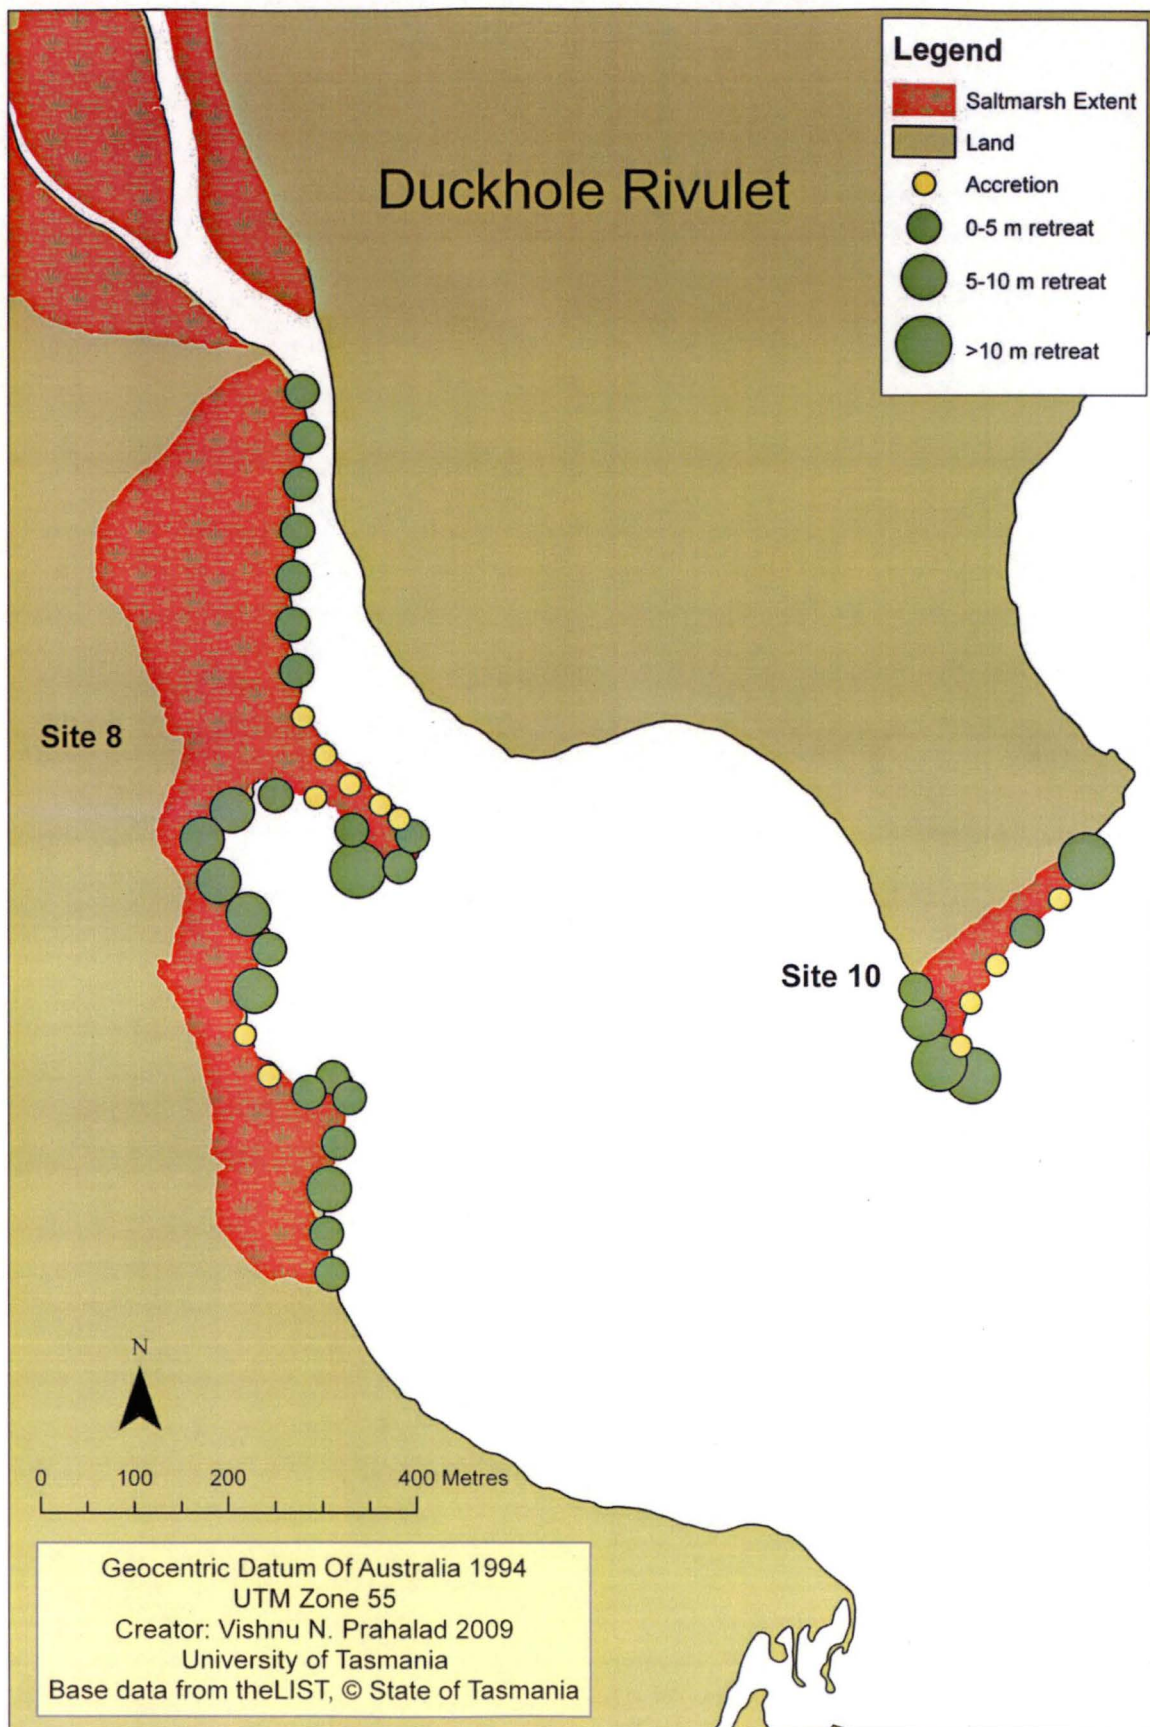 Legend
Saltmarsh Extent
Land
Accretion
0-5 m retreat
5-10 m retreat
>10 m retreat
Duckhole Rivulet
Site 8
Site 10
N
0 100 200 400 Metres
Geocentric Datum Of Australia 1994
UTM Zone 55
Creator: Vishnu N. Prahalad 2009
University of Tasmania
Base data from theLIST, © State of Tasmania